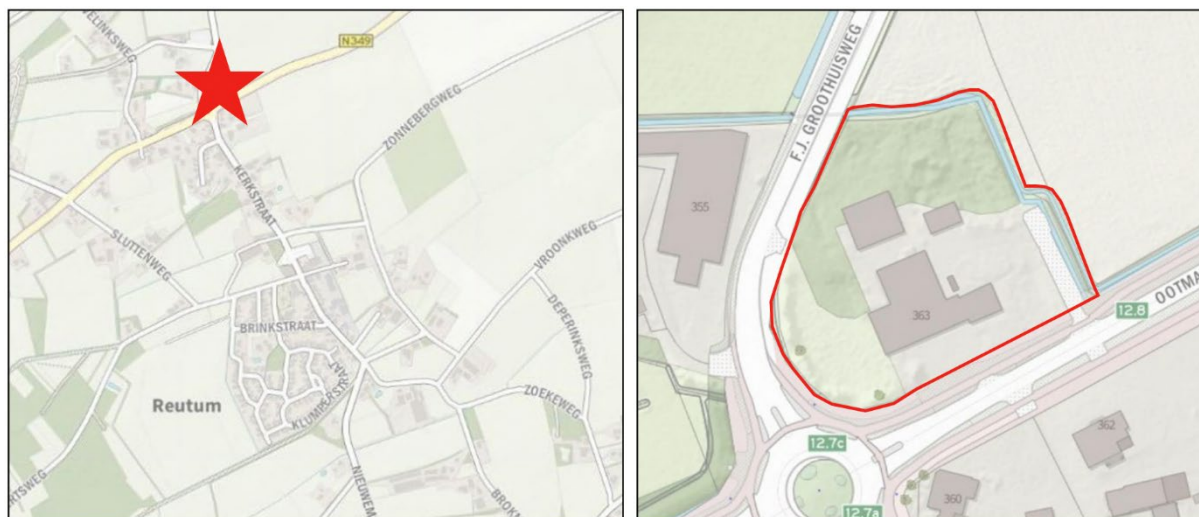 VELINKSWEG
N349
ZONNEBERGWEG
KERKSTRAAT
SLUTTENWEG
VROONKWEG
DEPERINKSWEG
BRINKSTRAAT
Reutum
KLUMPERSTRAAT
ZOEKEWEG
RTSWEG
NIEUWEM
BROK
F.J. GROOTHUISWEG
355
363
12.8
OOTMA
12.7c
362
360
12.7a